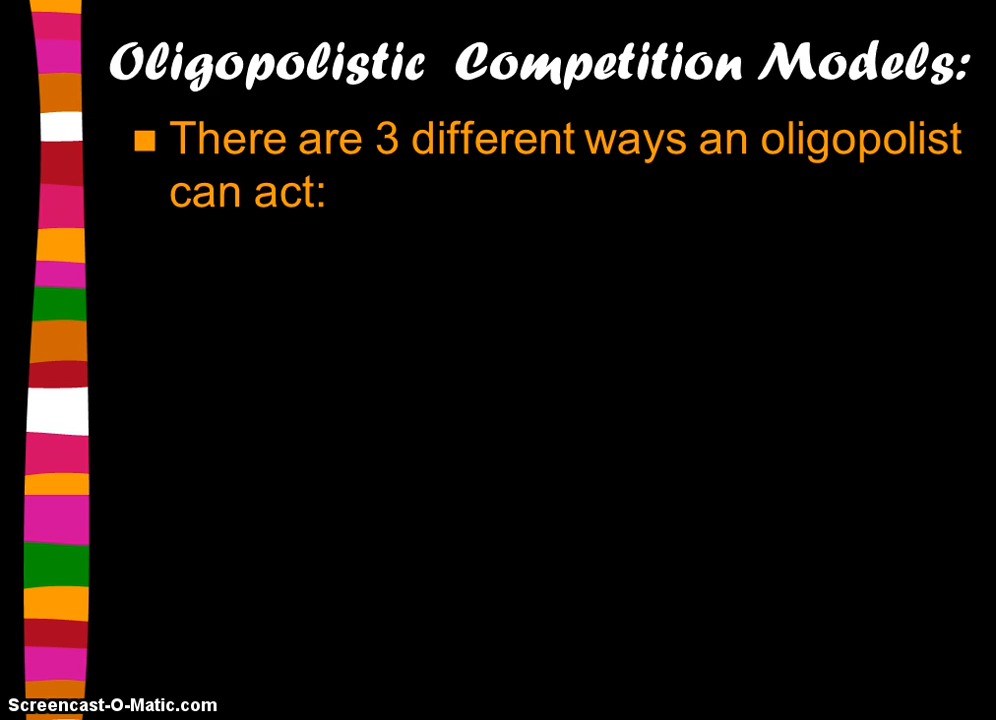 Oligopolistic Competition Models:
There are 3 different ways an oligopolist
can act:
Screencast-O-Matic.com